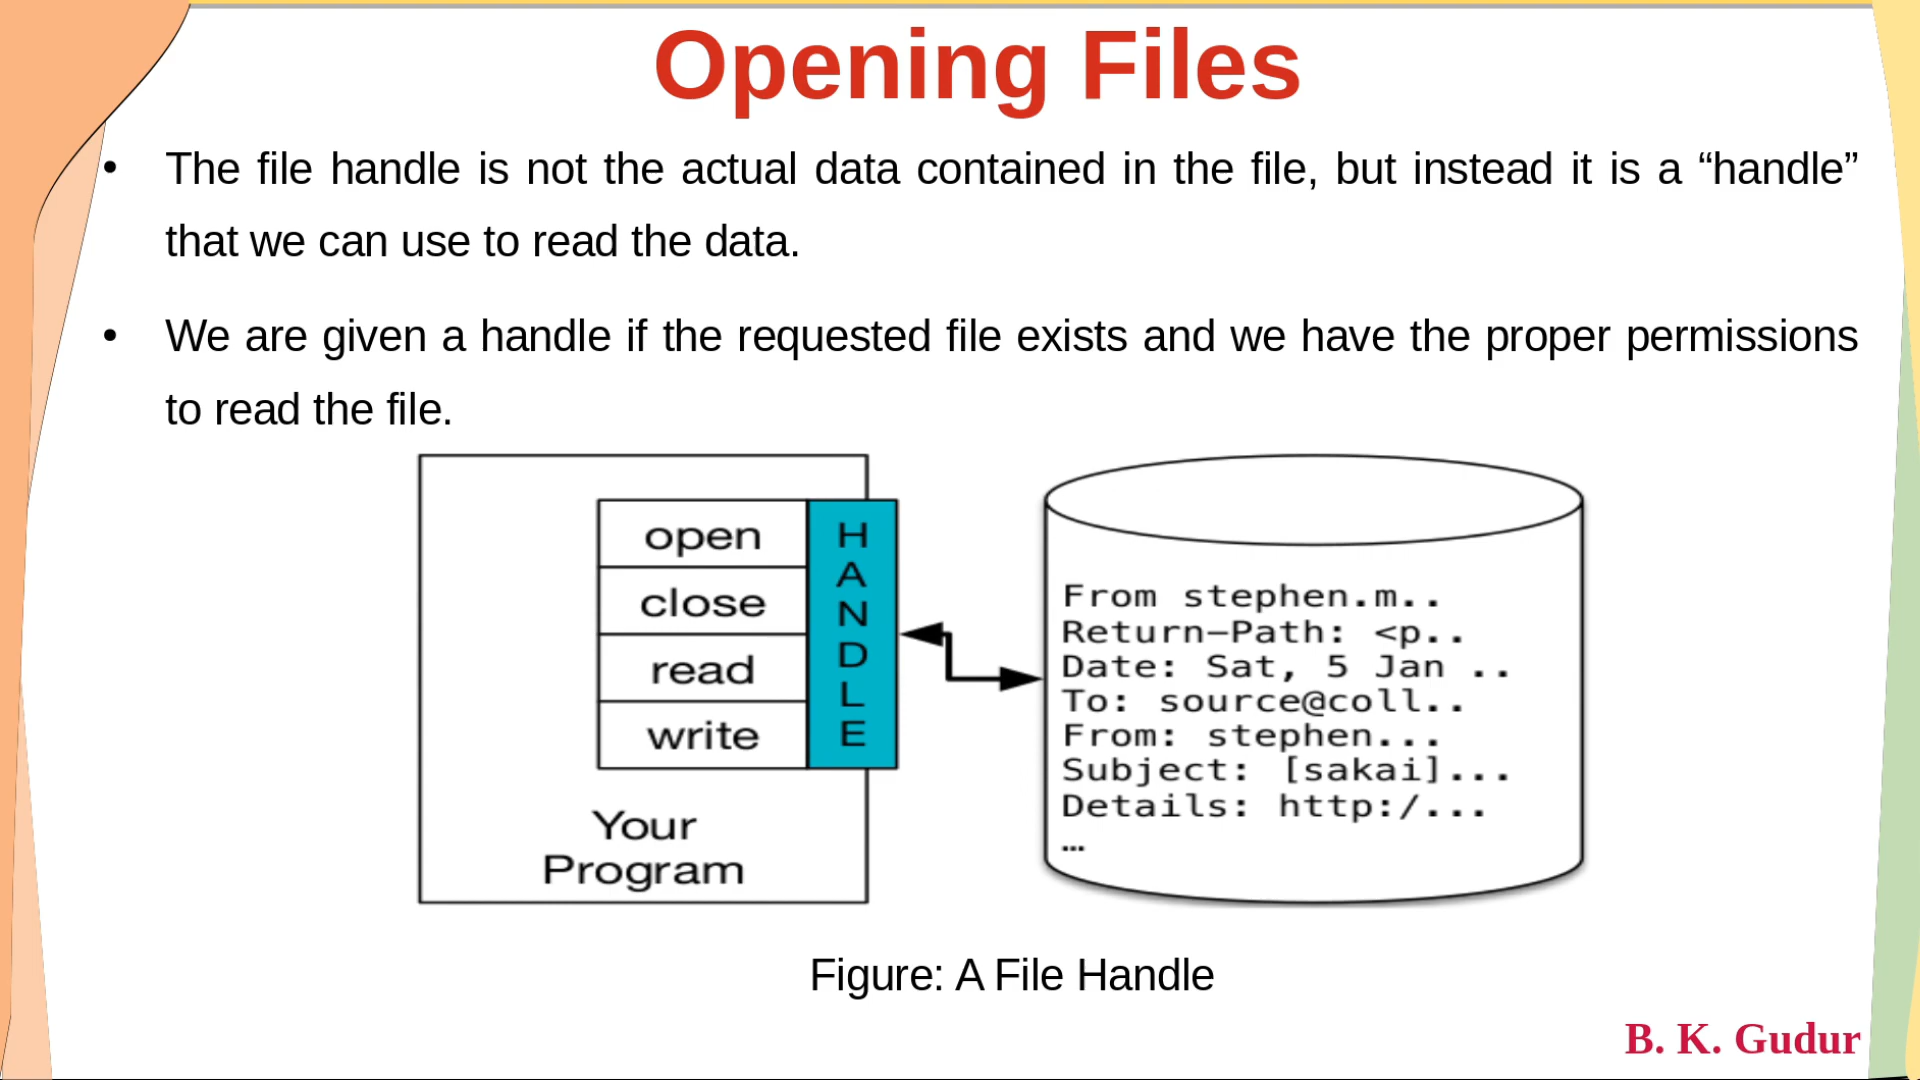 Opening Files
• The file handle is not the actual data contained in the file, but instead it is a “handle”
that we can use to read the data.
• We are given a handle if the requested file exists and we have the proper permissions
to read the file.
open
close
read
write
H
A
N
D
L
E
Your
Program
From stephen.m..
Return–Path: <p..
Date: Sat, 5 Jan ..
To: source@coll..
From: stephen...
Subject: [sakai]...
Details: http:/...
...
Figure: A File Handle
B. K. Gudur